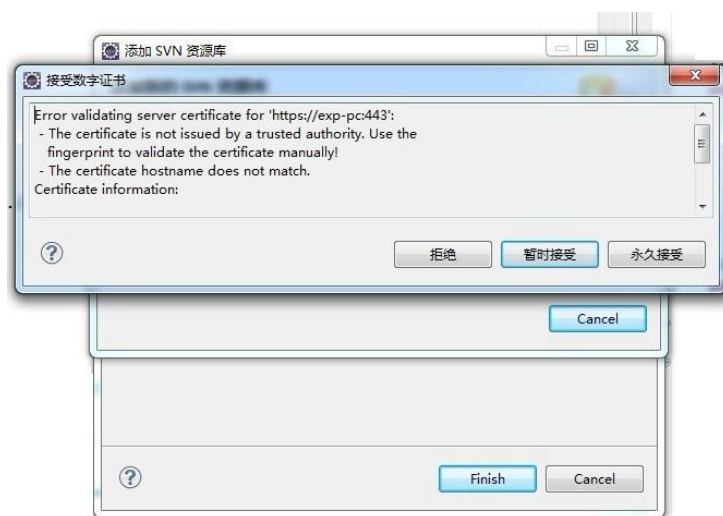 添加 SVN 资源库
接受数字证书
Error validating server certificate for 'https://exp-pc:443':
- The certificate is not issued by a trusted authority. Use the
fingerprint to validate the certificate manually!
- The certificate hostname does not match.
Certificate information:
拒绝
暂时接受
永久接受
Cancel
Finish
Cancel